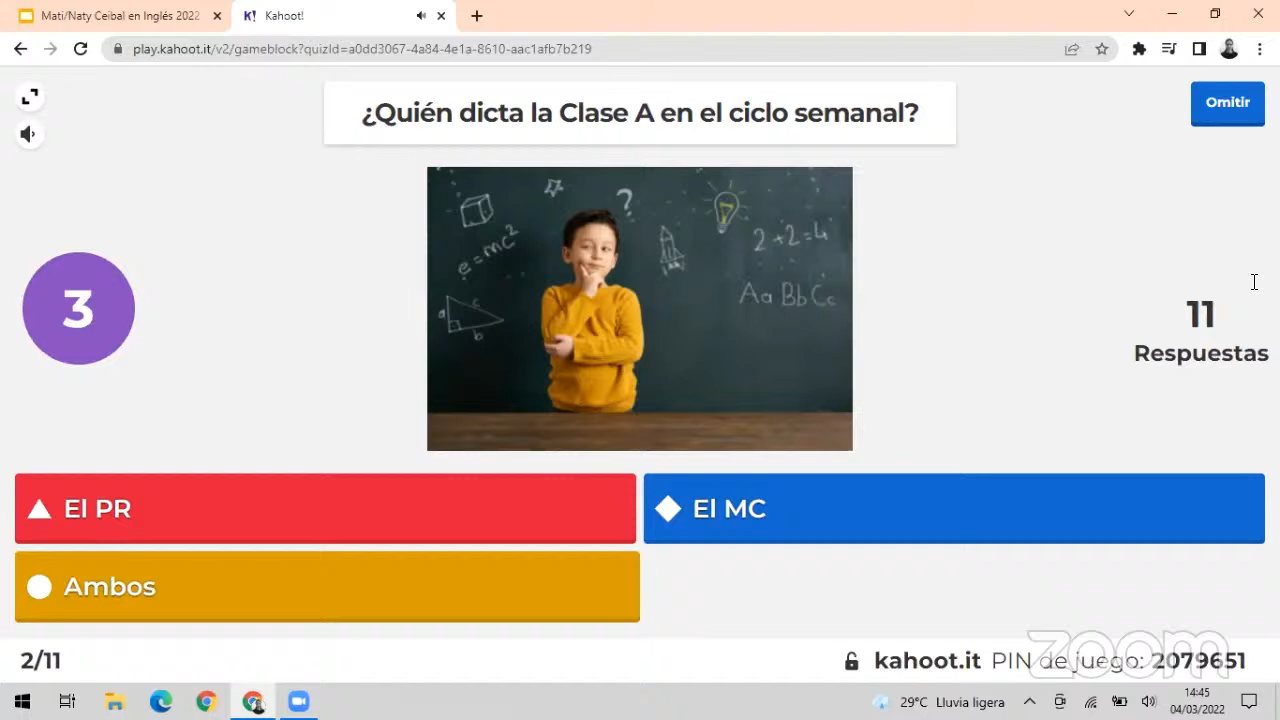 Mati/Naty Ceibal en Inglés 2022
Kahoot!
play.kahoot.it/v2/gameblock?quizId=a0dd3067-4a84-4e1a-8610-aac1afb7b219
¿Quién dicta la Clase A en el ciclo semanal?
Omitir
e=mc²
?
2+2=4
Aa Bb Cc
a
c
b
3
11
Respuestas
El PR
El MC
Ambos
2/11
kahoot.it PIN de juego: 2079651
zoom
29°C Lluvia ligera
14:45
04/03/2022